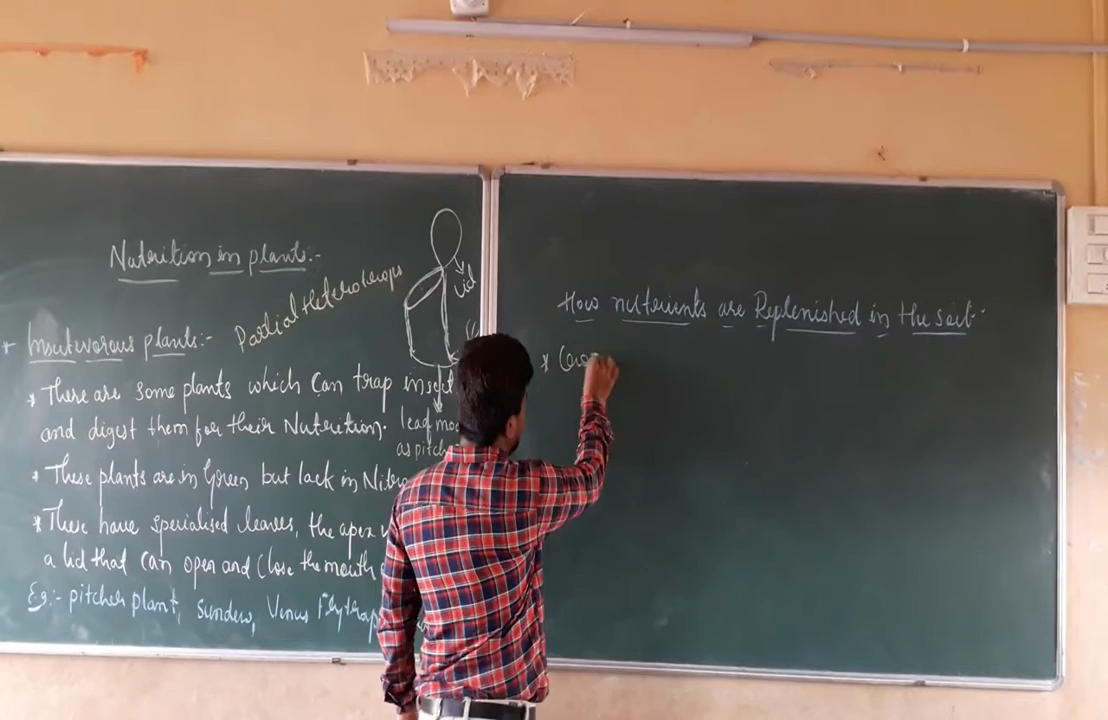 Nutrition in plants:-
Partial Heterotrops
lid
* Insectivorous plants:-
* There are some plants which Can trap insect
and digest them for their Nutrition.
leaf
as pitch
* These plants are in Green but lack in Nitro
* These have specialised leaves, the apex
a lid that Can open and Close the mouth
Eg:- pitcher plant, Sundew, Venus Flytrap
How nutrients are Replenished in the soil:-
*